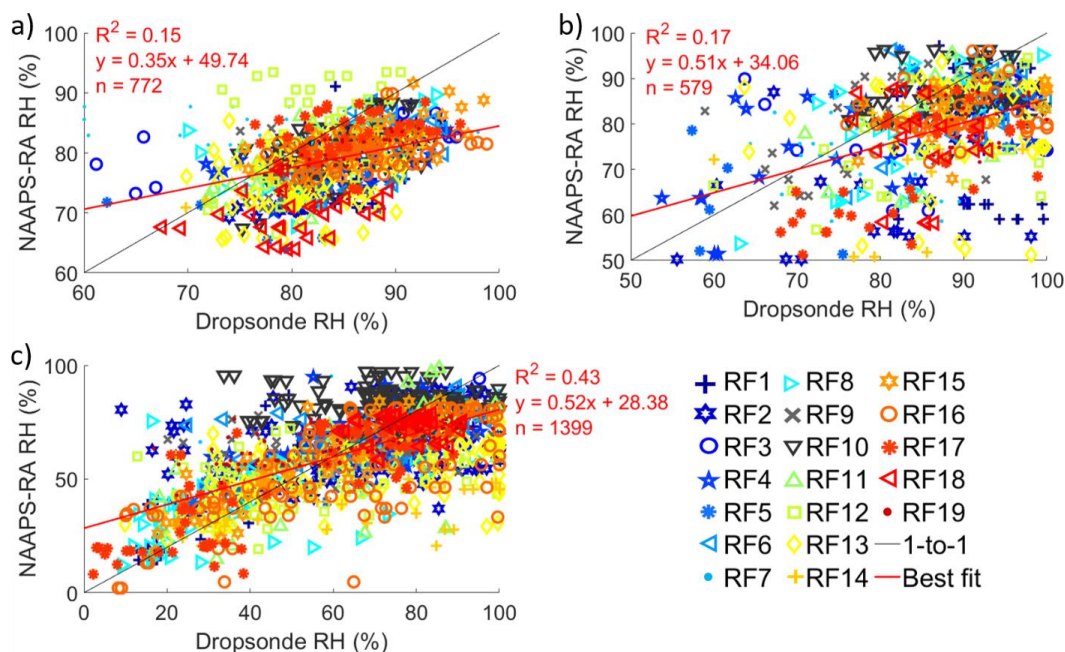 a)
R² = 0.15
y = 0.35x + 49.74
n = 772
NAAPS-RA RH (%)
100
90
80
70
60
60 70 80 90 100
Dropsonde RH (%)
b)
R² = 0.17
y = 0.51x + 34.06
n = 579
NAAPS-RA RH (%)
100
90
80
70
60
50
50 60 70 80 90 100
Dropsonde RH (%)
c)
R² = 0.43
y = 0.52x + 28.38
n = 1399
NAAPS-RA RH (%)
100
50
0
0 20 40 60 80 100
Dropsonde RH (%)
RF1 RF8 RF15
RF2 RF9 RF16
RF3 RF10 RF17
RF4 RF11 RF18
RF5 RF12 RF19
RF6 RF13 1-to-1
RF7 RF14 Best fit